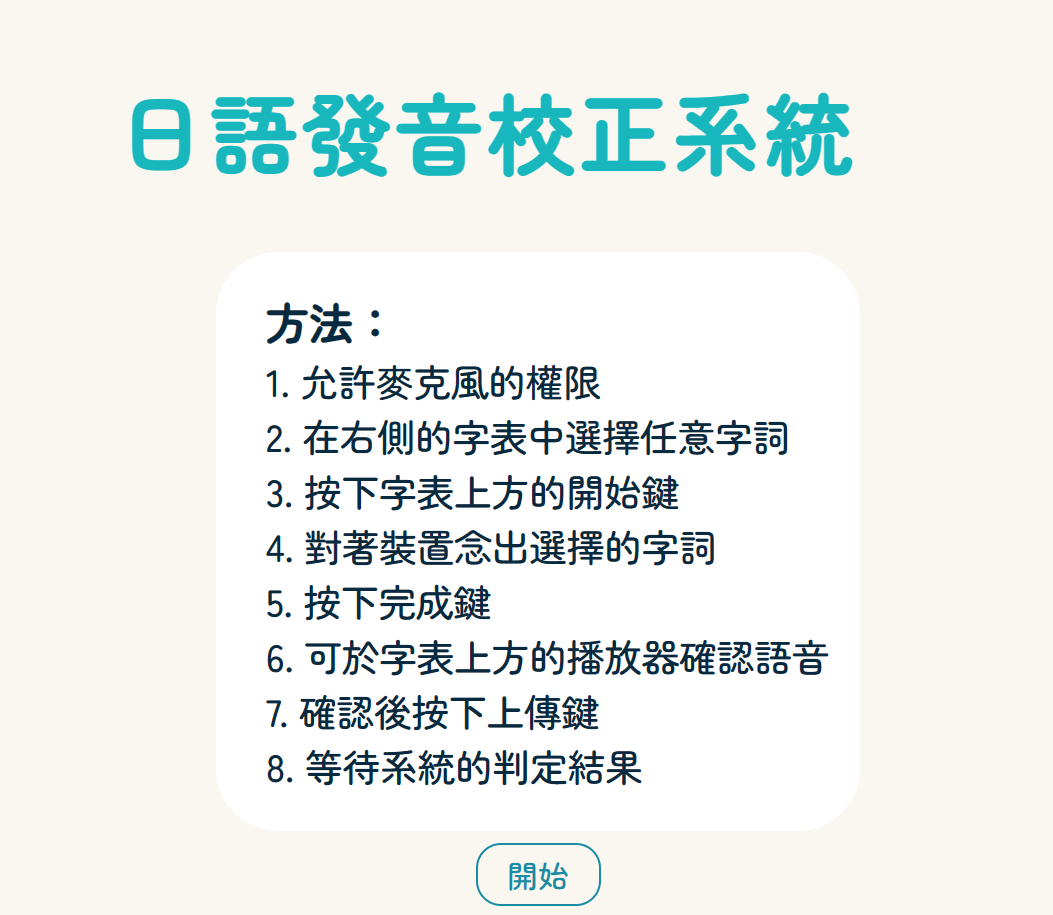 日語發音校正系統
方法：
1. 允許麥克風的權限
2. 在右側的字表中選擇任意字詞
3. 按下字表上方的開始鍵
4. 對著裝置念出選擇的字詞
5. 按下完成鍵
6. 可於字表上方的播放器確認語音
7. 確認後按下上傳鍵
8. 等待系統的判定結果
開始